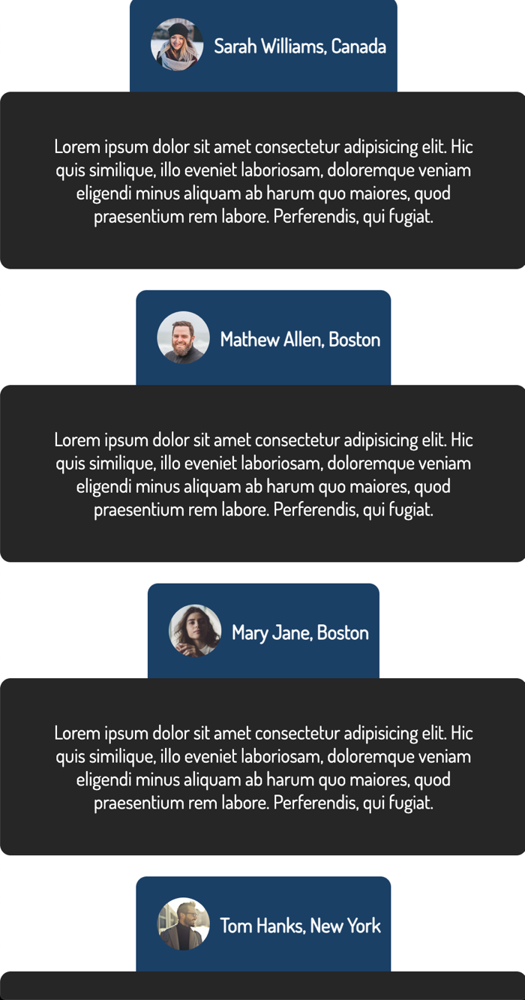 Sarah Williams, Canada
Lorem ipsum dolor sit amet consectetur adipisicing elit. Hic
quis similique, illo eveniet laboriosam, doloremque veniam
eligendi minus aliquam ab harum quo maiores, quod
praesentium rem labore. Perferendis, qui fugiat.
Mathew Allen, Boston
Lorem ipsum dolor sit amet consectetur adipisicing elit. Hic
quis similique, illo eveniet laboriosam, doloremque veniam
eligendi minus aliquam ab harum quo maiores, quod
praesentium rem labore. Perferendis, qui fugiat.
Mary Jane, Boston
Lorem ipsum dolor sit amet consectetur adipisicing elit. Hic
quis similique, illo eveniet laboriosam, doloremque veniam
eligendi minus aliquam ab harum quo maiores, quod
praesentium rem labore. Perferendis, qui fugiat.
Tom Hanks, New York